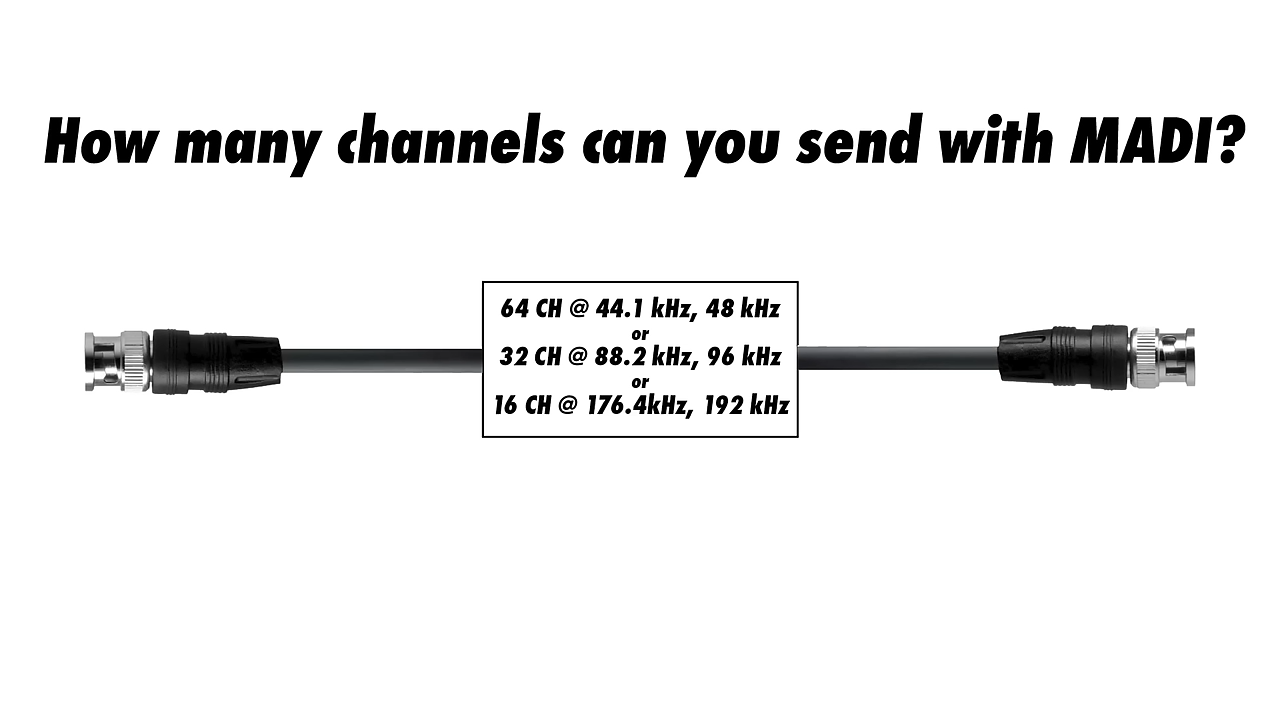 How many channels can you send with MADI?
64 CH @ 44.1 kHz, 48 kHz
or
32 CH @ 88.2 kHz, 96 kHz
or
16 CH @ 176.4kHz, 192 kHz